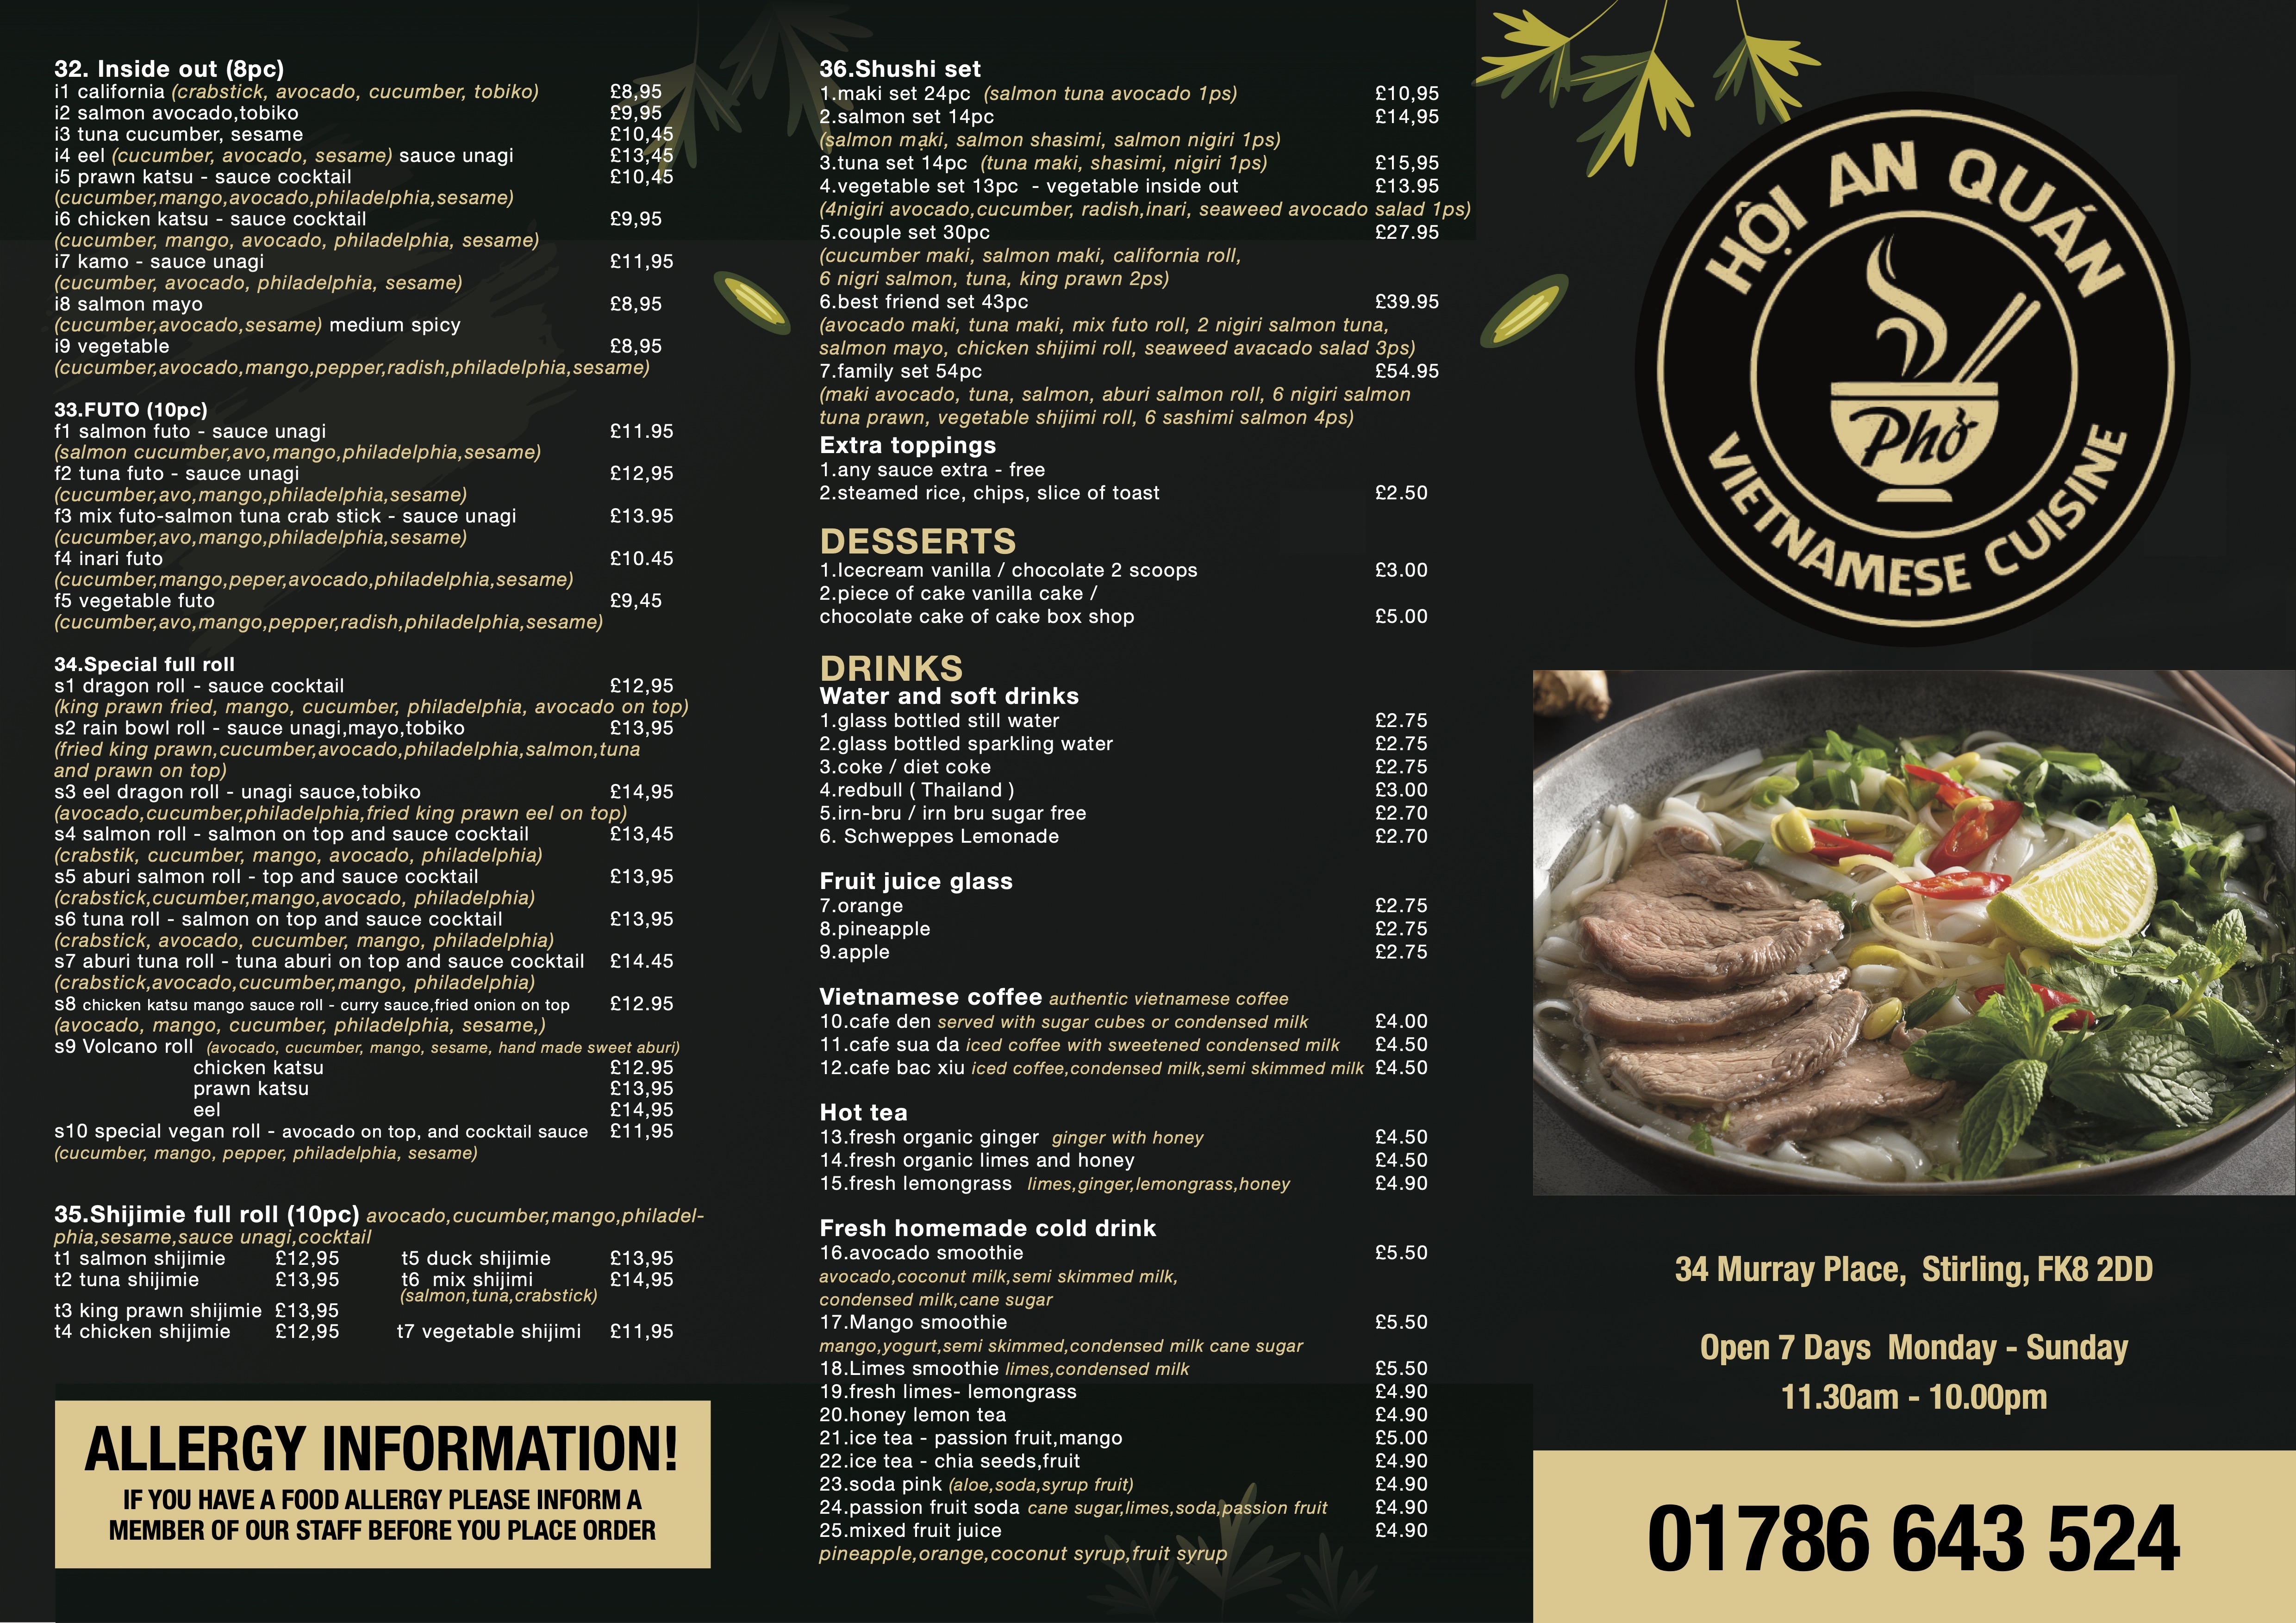 32. Inside out (8pc)
i1 california (crabstick, avocado, cucumber, tobiko) £8,95
i2 salmon avocado,tobiko £9,95
i3 tuna cucumber, sesame £10,45
i4 eel (cucumber, avocado, sesame) sauce unagi £13,45
i5 prawn katsu - sauce cocktail £10,45
(cucumber,mango,avocado,philadelphia,sesame)
i6 chicken katsu - sauce cocktail £9,95
(cucumber, mango, avocado, philadelphia, sesame)
i7 kamo - sauce unagi £11,95
(cucumber, avocado, philadelphia, sesame)
i8 salmon mayo £8,95
(cucumber,avocado,sesame) medium spicy
i9 vegetable £8,95
(cucumber,avocado,mango,pepper,radish,philadelphia,sesame)
33.FUTO (10pc)
f1 salmon futo - sauce unagi £11.95
(salmon cucumber,avo,mango,philadelphia,sesame)
f2 tuna futo - sauce unagi £12,95
(cucumber,avo,mango,philadelphia,sesame)
f3 mix futo-salmon tuna crab stick - sauce unagi £13.95
(cucumber,avo,mango,philadelphia,sesame)
f4 inari futo £10.45
(cucumber,mango,peper,avocado,philadelphia,sesame)
f5 vegetable futo £9,45
(cucumber,avo,mango,pepper,radish,philadelphia,sesame)
34.Special full roll
s1 dragon roll - sauce cocktail £12,95
(king prawn fried, mango, cucumber, philadelphia, avocado on top)
s2 rain bowl roll - sauce unagi,mayo,tobiko £13,95
(fried king prawn,cucumber,avocado,philadelphia,salmon,tuna
and prawn on top)
s3 eel dragon roll - unagi sauce,tobiko £14,95
(avocado,cucumber,philadelphia,fried king prawn eel on top)
s4 salmon roll - salmon on top and sauce cocktail £13,45
(crabstik, cucumber, mango, avocado, philadelphia)
s5 aburi salmon roll - top and sauce cocktail £13,95
(crabstick,cucumber,mango,avocado, philadelphia)
s6 tuna roll - salmon on top and sauce cocktail £13,95
(crabstick, avocado, cucumber, mango, philadelphia)
s7 aburi tuna roll - tuna aburi on top and sauce cocktail £14.45
(crabstick,avocado,cucumber,mango, philadelphia)
s8 chicken katsu mango sauce roll - curry sauce,fried onion on top £12.95
(avocado, mango, cucumber, philadelphia, sesame,)
s9 Volcano roll (avocado, cucumber, mango, sesame, hand made sweet aburi)
chicken katsu £12.95
prawn katsu £13,95
eel £14,95
s10 special vegan roll - avocado on top, and cocktail sauce £11,95
(cucumber, mango, pepper, philadelphia, sesame)
35.Shijimie full roll (10pc) avocado,cucumber,mango,philadel-
phia,sesame,sauce unagi,cocktail
t1 salmon shijimie £12,95 t5 duck shijimie £13,95
t2 tuna shijimie £13,95 t6 mix shijimi £14,95
(salmon,tuna,crabstick)
t3 king prawn shijimie £13,95
t4 chicken shijimie £12,95 t7 vegetable shijimi £11,95
ALLERGY INFORMATION!
IF YOU HAVE A FOOD ALLERGY PLEASE INFORM A
MEMBER OF OUR STAFF BEFORE YOU PLACE ORDER
36.Shushi set
1.maki set 24pc (salmon tuna avocado 1ps) £10,95
2.salmon set 14pc £14,95
(salmon mąki, salmon shasimi, salmon nigiri 1ps)
3.tuna set 14pc (tuna maki, shasimi, nigiri 1ps) £15,95
4.vegetable set 13pc - vegetable inside out £13.95
(4nigiri avocado,cucumber, radish,inari, seaweed avocado salad 1ps)
5.couple set 30pc £27.95
(cucumber maki, salmon maki, california roll,
6 nigri salmon, tuna, king prawn 2ps)
6.best friend set 43pc £39.95
(avocado maki, tuna maki, mix futo roll, 2 nigiri salmon tuna,
salmon mayo, chicken shijimi roll, seaweed avacado salad 3ps)
7.family set 54pc £54.95
(maki avocado, tuna, salmon, aburi salmon roll, 6 nigiri salmon
tuna prawn, vegetable shijimi roll, 6 sashimi salmon 4ps)
Extra toppings
1.any sauce extra - free
2.steamed rice, chips, slice of toast £2.50
DESSERTS
1.Icecream vanilla / chocolate 2 scoops £3.00
2.piece of cake vanilla cake /
chocolate cake of cake box shop £5.00
DRINKS
Water and soft drinks
1.glass bottled still water £2.75
2.glass bottled sparkling water £2.75
3.coke / diet coke £2.75
4.redbull ( Thailand ) £3.00
5.irn-bru / irn bru sugar free £2.70
6. Schweppes Lemonade £2.70
Fruit juice glass
7.orange £2.75
8.pineapple £2.75
9.apple £2.75
Vietnamese coffee authentic vietnamese coffee
10.cafe den served with sugar cubes or condensed milk £4.00
11.cafe sua da iced coffee with sweetened condensed milk £4.50
12.cafe bac xiu iced coffee,condensed milk,semi skimmed milk £4.50
Hot tea
13.fresh organic ginger ginger with honey £4.50
14.fresh organic limes and honey £4.50
15.fresh lemongrass limes,ginger,lemongrass,honey £4.90
Fresh homemade cold drink
16.avocado smoothie £5.50
avocado,coconut milk,semi skimmed milk,
condensed milk,cane sugar
17.Mango smoothie £5.50
mango,yogurt,semi skimmed,condensed milk cane sugar
18.Limes smoothie limes,condensed milk £5.50
19.fresh limes- lemongrass £4.90
20.honey lemon tea £4.90
21.ice tea - passion fruit,mango £5.00
22.ice tea - chia seeds,fruit £4.90
23.soda pink (aloe,soda,syrup fruit) £4.90
24.passion fruit soda cane sugar,limes,soda,passion fruit £4.90
25.mixed fruit juice £4.90
pineapple,orange,coconut syrup,fruit syrup
HỘI AN QUÁN
Phở
VIETNAMESE CUISINE
34 Murray Place, Stirling, FK8 2DD
Open 7 Days Monday - Sunday
11.30am - 10.00pm
01786 643 524